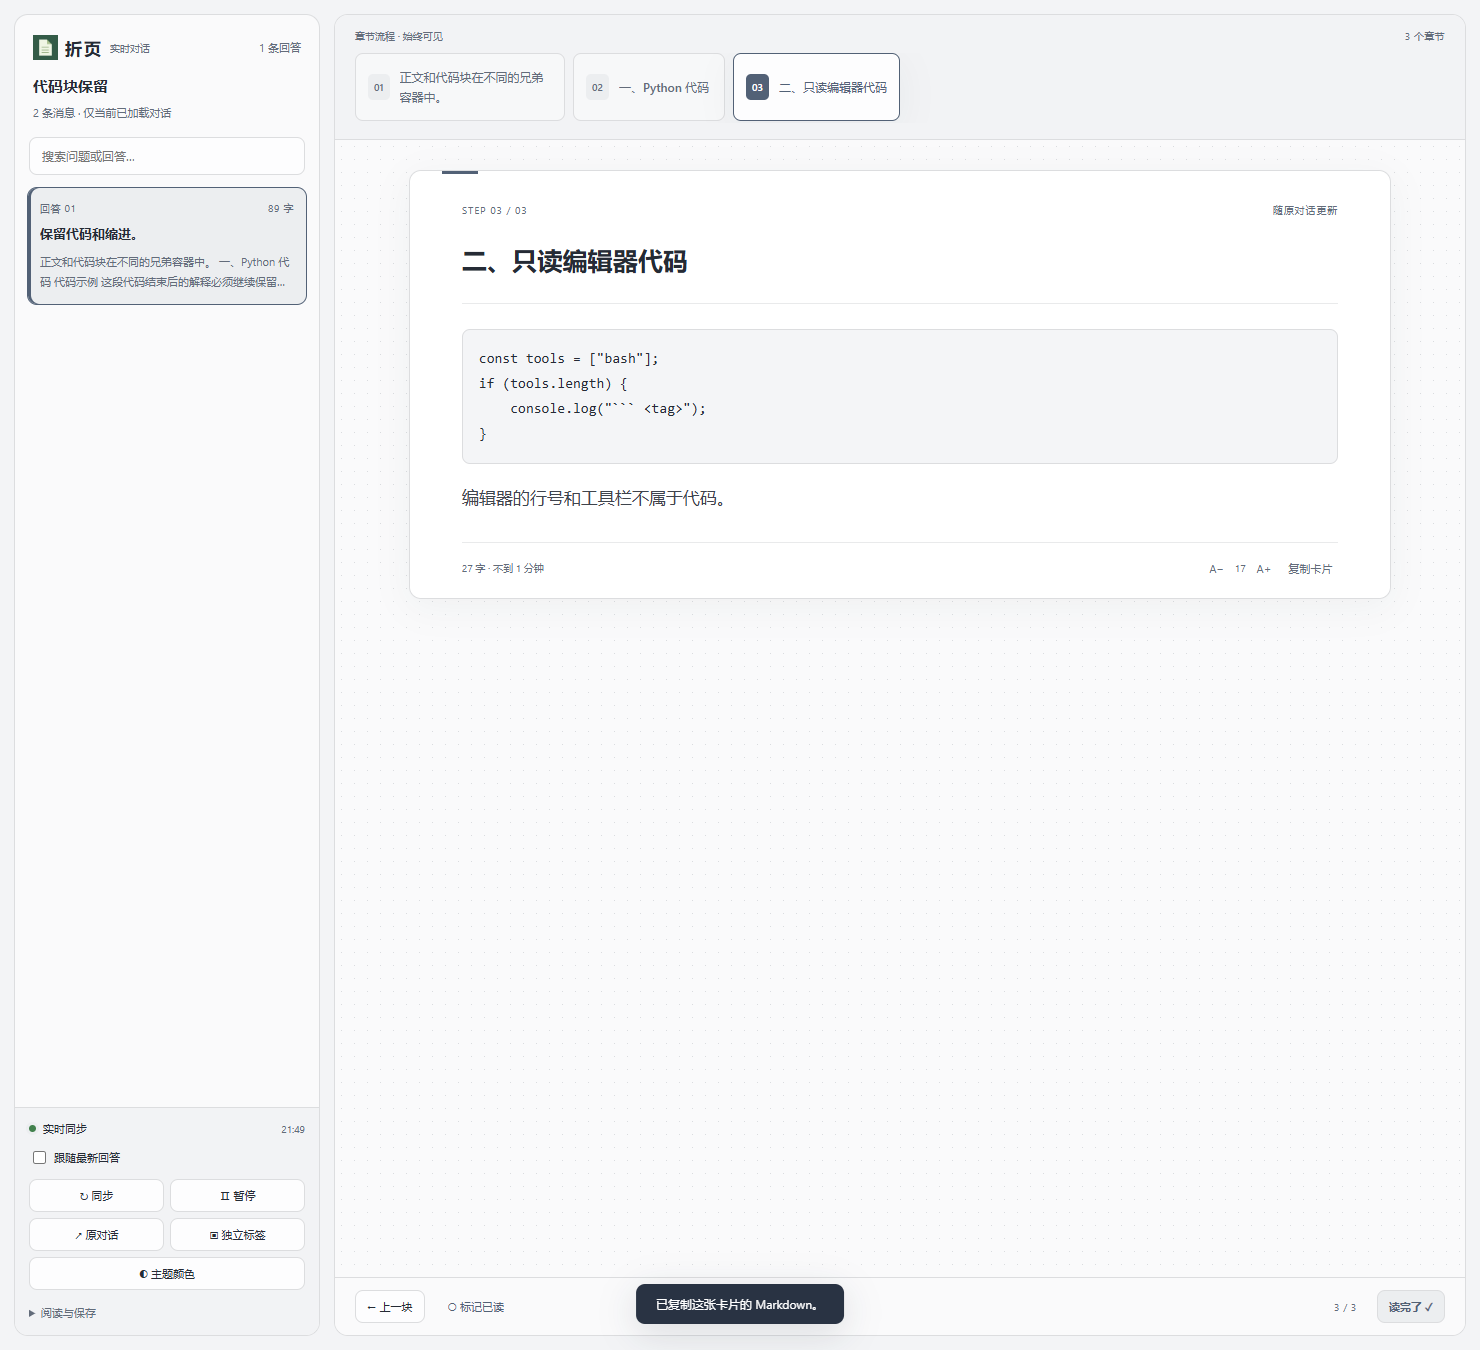 折页 实时对话 1 条回答
代码块保留
2 条消息 · 仅当前已加载对话
搜索问题或回答...
回答 01 89 字
保留代码和缩进。
正文和代码块在不同的兄弟容器中。 一、Python 代
码 代码示例 这段代码结束后的解释必须继续保留...
实时同步 21:49
跟随最新回答
↻ 同步
⏸ 暂停
↗ 原对话
▣ 独立标签
◐ 主题颜色
▶ 阅读与保存
章节流程 · 始终可见 3 个章节
01 正文和代码块在不同的兄弟
容器中。
02 一、Python 代码
03 二、只读编辑器代码
STEP 03 / 03 随原对话更新
二、只读编辑器代码
const tools = ["bash"];
if (tools.length) {
    console.log("``` <tag>");
}
编辑器的行号和工具栏不属于代码。
27 字 · 不到 1 分钟 A− 17 A+ 复制卡片
← 上一块 ○ 标记已读 已复制这张卡片的 Markdown。 3 / 3 读完了 ✓